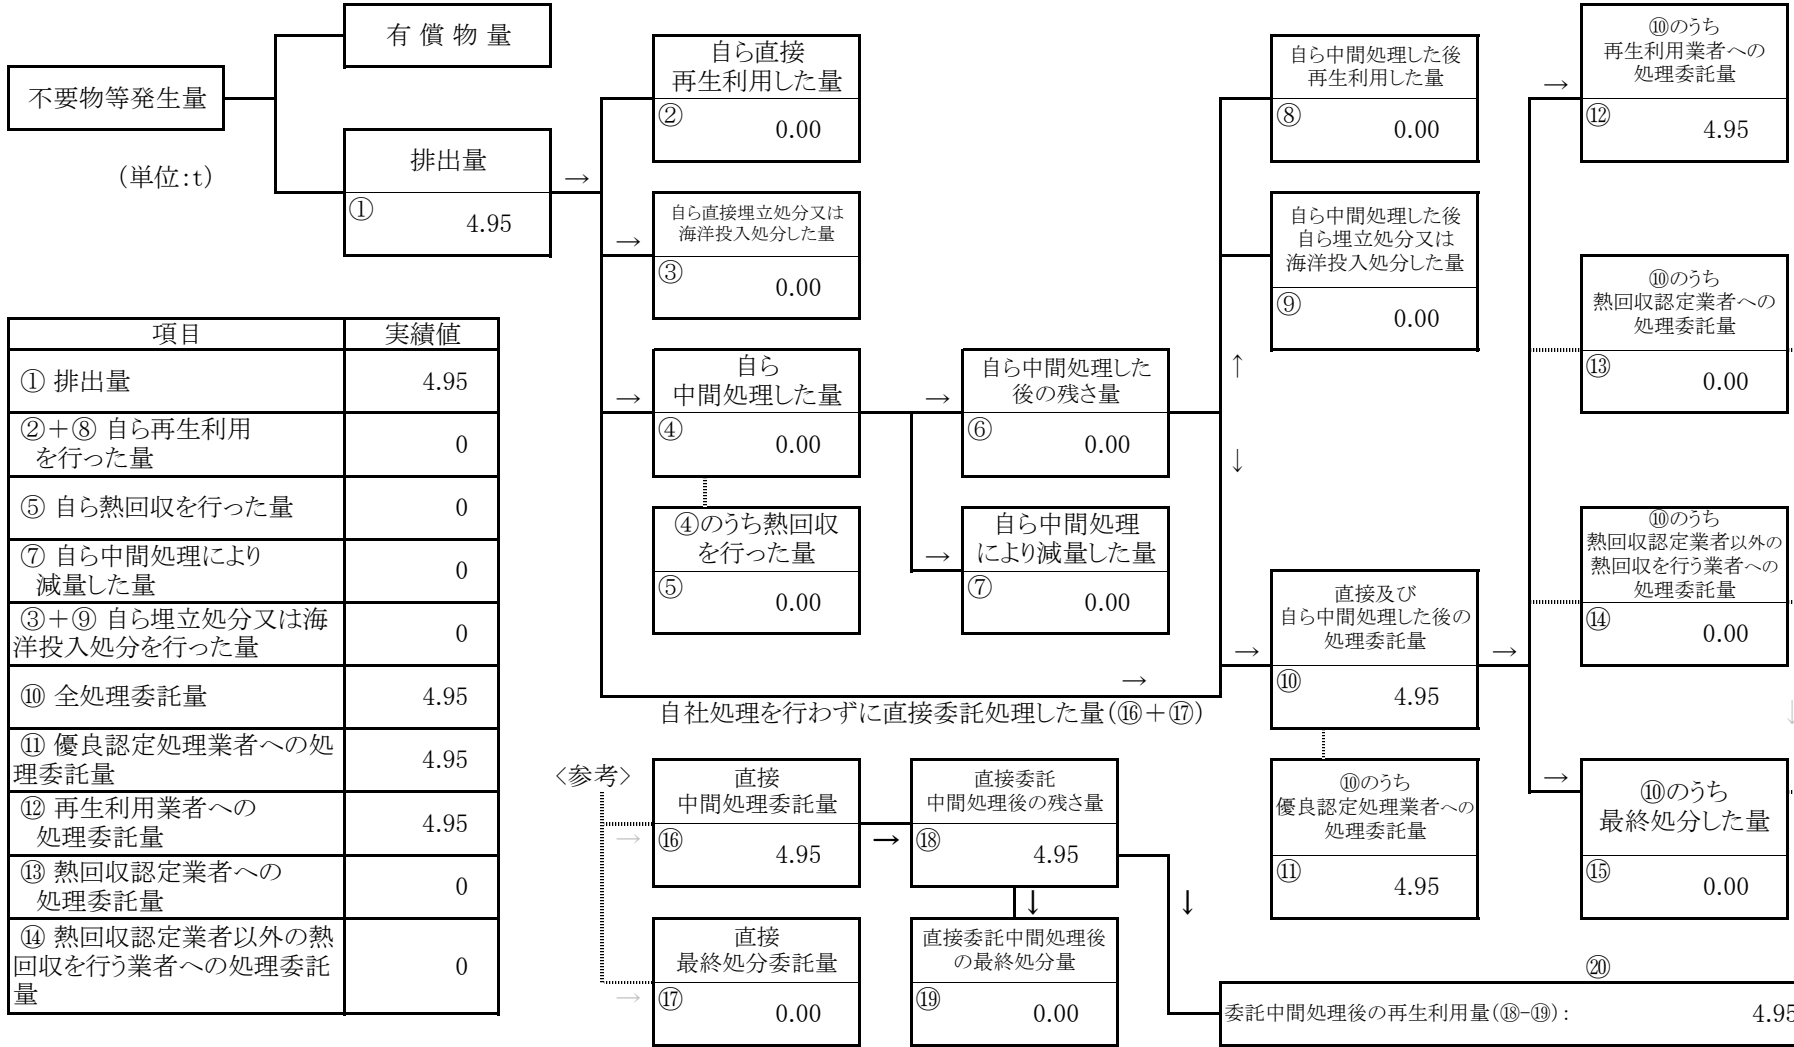 有 償 物 量
不要物等発生量
(単位:t)
排出量
①
4.95
→
自ら直接
再生利用した量
②
0.00
→
自ら直接埋立処分又は
海洋投入処分した量
③
0.00
→
自ら
中間処理した量
④
0.00
④のうち熱回収
を行った量
⑤
0.00
→
自ら中間処理した
後の残さ量
⑥
0.00
→
自ら中間処理
により減量した量
⑦
0.00
自ら中間処理した後
再生利用した量
⑧
0.00
自ら中間処理した後
自ら埋立処分又は
海洋投入処分した量
⑨
0.00
↑
↓
→
直接及び
自ら中間処理した後の
処理委託量
⑩
4.95
→
⑩のうち
優良認定処理業者への
処理委託量
⑪
4.95
→
⑩のうち
再生利用業者への
処理委託量
⑫
4.95
⑩のうち
熱回収認定業者への
処理委託量
⑬
0.00
⑩のうち
熱回収認定業者以外の
熱回収を行う業者への
処理委託量
⑭
0.00
↓
→
⑩のうち
最終処分した量
⑮
0.00
→
自社処理を行わずに直接委託処理した量(⑯+⑰)
項目 実績値
① 排出量 4.95
②+⑧ 自ら再生利用
を行った量 0
⑤ 自ら熱回収を行った量 0
⑦ 自ら中間処理により
減量した量 0
③+⑨ 自ら埋立処分又は海
洋投入処分を行った量 0
⑩ 全処理委託量 4.95
⑪ 優良認定処理業者への処
理委託量 4.95
⑫ 再生利用業者への
処理委託量 4.95
⑬ 熱回収認定業者への
処理委託量 0
⑭ 熱回収認定業者以外の熱
回収を行う業者への処理委託
量 0
<参考>
→
直接
中間処理委託量
⑯
4.95
→
直接委託
中間処理後の残さ量
⑱
4.95
↓
↓
→
直接
最終処分委託量
⑰
0.00
直接委託中間処理後
の最終処分量
⑲
0.00
⑳
委託中間処理後の再生利用量(⑱-⑲): 4.95